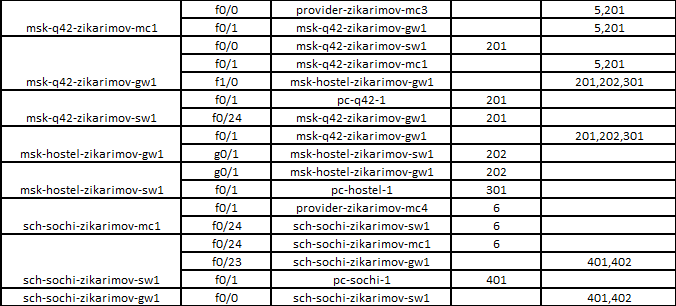 f0/0 provider-zikarimov-mc3 5,201
msk-q42-zikarimov-mc1 f0/1 msk-q42-zikarimov-gw1 5,201
f0/0 msk-q42-zikarimov-sw1 201
f0/1 msk-q42-zikarimov-mc1 5,201
msk-q42-zikarimov-gw1 f1/0 msk-hostel-zikarimov-gw1 201,202,301
f0/1 pc-q42-1 201
msk-q42-zikarimov-sw1 f0/24 msk-q42-zikarimov-gw1 201
f0/1 msk-q42-zikarimov-gw1 201,202,301
msk-hostel-zikarimov-gw1 g0/1 msk-hostel-zikarimov-sw1 202
g0/1 msk-hostel-zikarimov-gw1 202
msk-hostel-zikarimov-sw1 f0/1 pc-hostel-1 301
f0/1 provider-zikarimov-mc4 6
sch-sochi-zikarimov-mc1 f0/24 sch-sochi-zikarimov-sw1 6
f0/24 sch-sochi-zikarimov-mc1 6
f0/23 sch-sochi-zikarimov-gw1 401,402
sch-sochi-zikarimov-sw1 f0/1 pc-sochi-1 401
sch-sochi-zikarimov-gw1 f0/0 sch-sochi-zikarimov-sw1 401,402